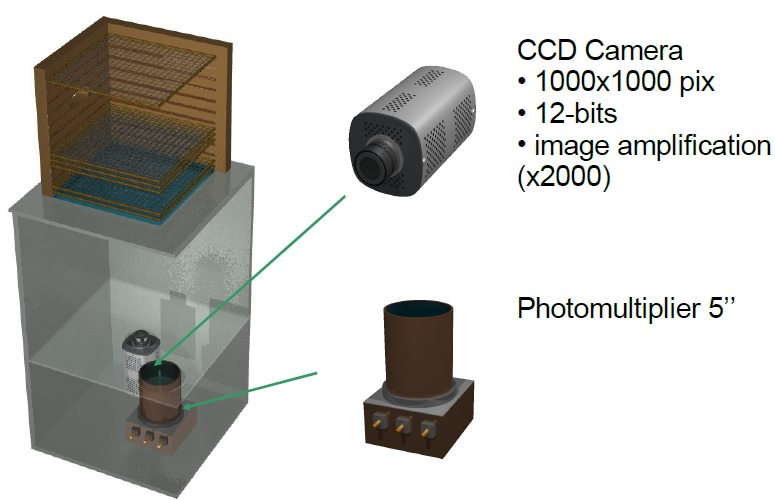 CCD Camera
• 1000x1000 pix
• 12-bits
• image amplification
(x2000)
Photomultiplier 5’’